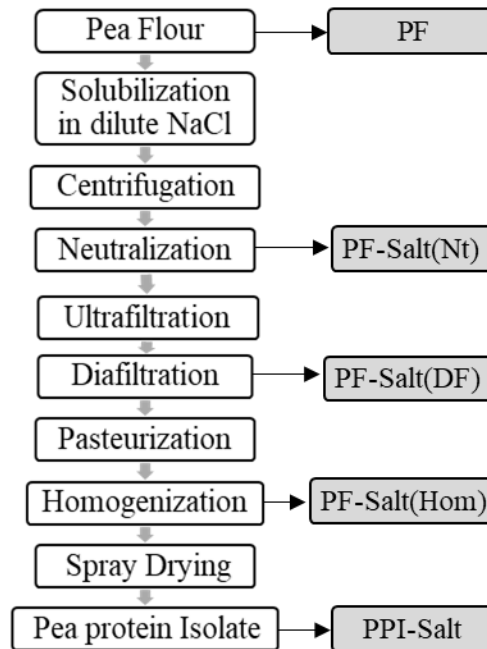 Pea Flour
PF
Solubilization
in dilute NaCl
Centrifugation
Neutralization
PF-Salt(Nt)
Ultrafiltration
Diafiltration
PF-Salt(DF)
Pasteurization
Homogenization
PF-Salt(Hom)
Spray Drying
Pea protein Isolate
PPI-Salt